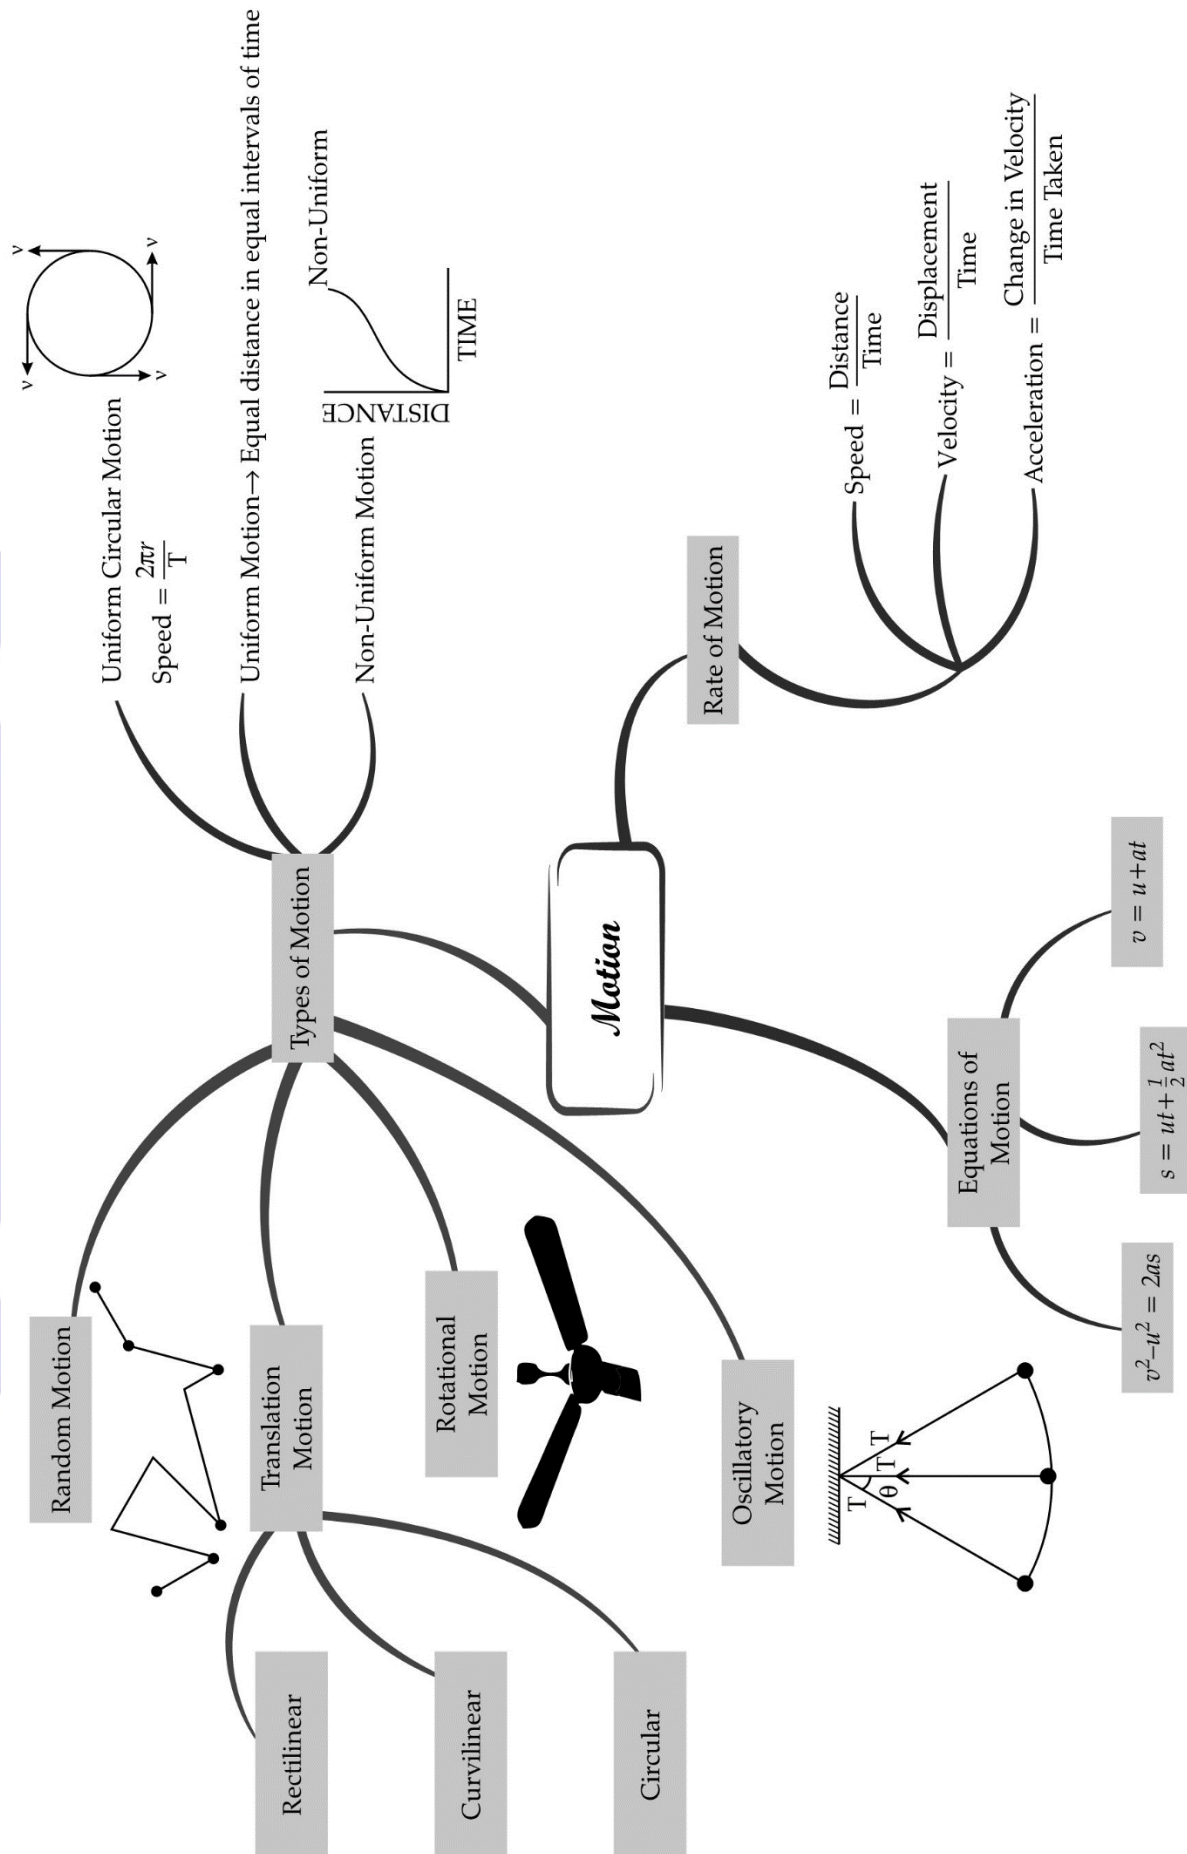 Random Motion
Translation
Motion
Rectilinear
Curvilinear
Circular
Rotational
Motion
Oscillatory
Motion
T
θ
T
T
Types of Motion
Uniform Circular Motion
Speed = 2πr/T
v
v
v
v
Uniform Motion→ Equal distance in equal intervals of time
Non-Uniform Motion
DISTANCE
TIME
Non-Uniform
Motion
Rate of Motion
Speed = Distance/Time
Velocity = Displacement/Time
Acceleration = Change in Velocity/Time Taken
Equations of
Motion
v²–u² = 2as
s = ut + ½ at²
v = u+at